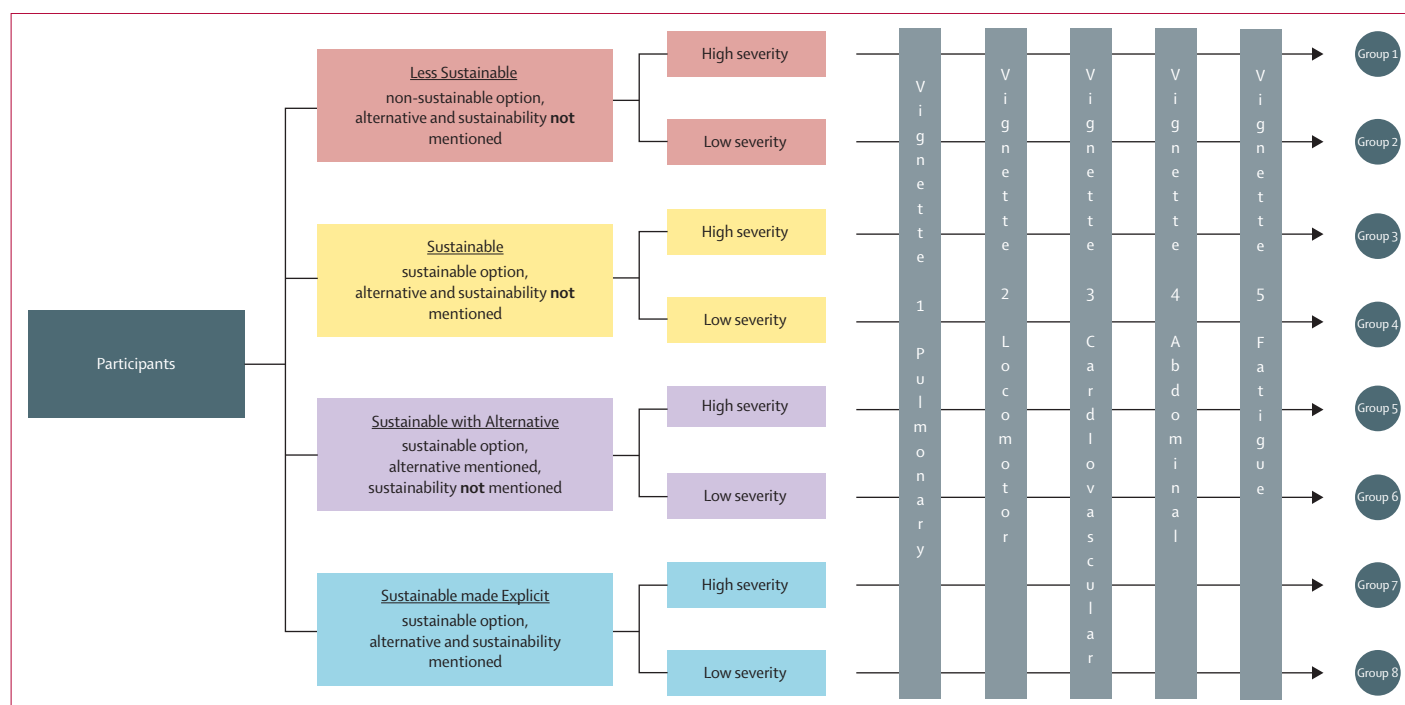 Participants
Less Sustainable
non-sustainable option,
alternative and sustainability not
mentioned
High severity
Low severity
Sustainable
sustainable option,
alternative and sustainability not
mentioned
High severity
Low severity
Sustainable with Alternative
sustainable option,
alternative mentioned,
sustainability not mentioned
High severity
Low severity
Sustainable made Explicit
sustainable option,
alternative and sustainability
mentioned
High severity
Low severity
Vignette 1 Pulmonary
Vignette 2 Locomotor
Vignette 3 Cardlovascular
Vignette 4 Abdominal
Vignette 5 Fatigue
Group 1
Group 2
Group 3
Group 4
Group 5
Group 6
Group 7
Group 8